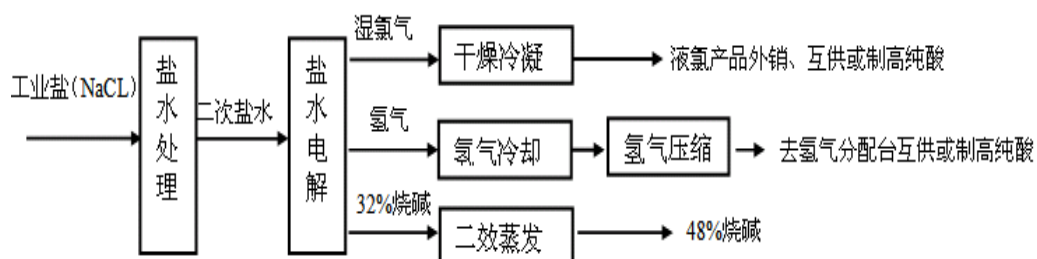 工业盐(NaCL)
盐水处理
二次盐水
盐水电解
湿氯气
干燥冷凝
液氯产品外销、互供或制高纯酸
氢气
氢气冷却
氢气压缩
去氢气分配台互供或制高纯酸
32%烧碱
二效蒸发
48%烧碱